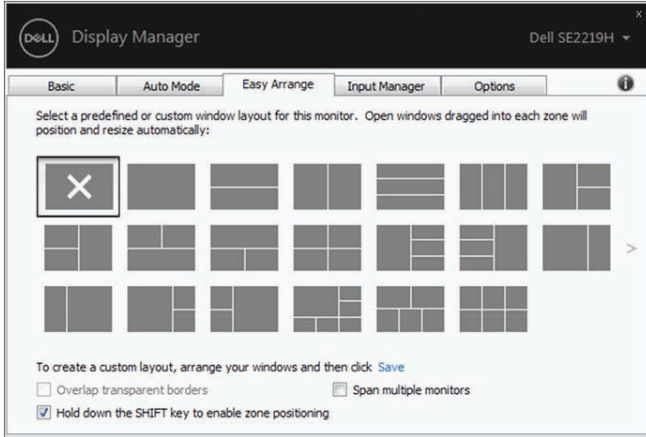 x
DELL Display Manager Dell SE2219H
Basic Auto Mode Easy Arrange Input Manager Options i
Select a predefined or custom window layout for this monitor. Open windows dragged into each zone will
position and resize automatically:
>
To create a custom layout, arrange your windows and then click Save
Overlap transparent borders Span multiple monitors
Hold down the SHIFT key to enable zone positioning